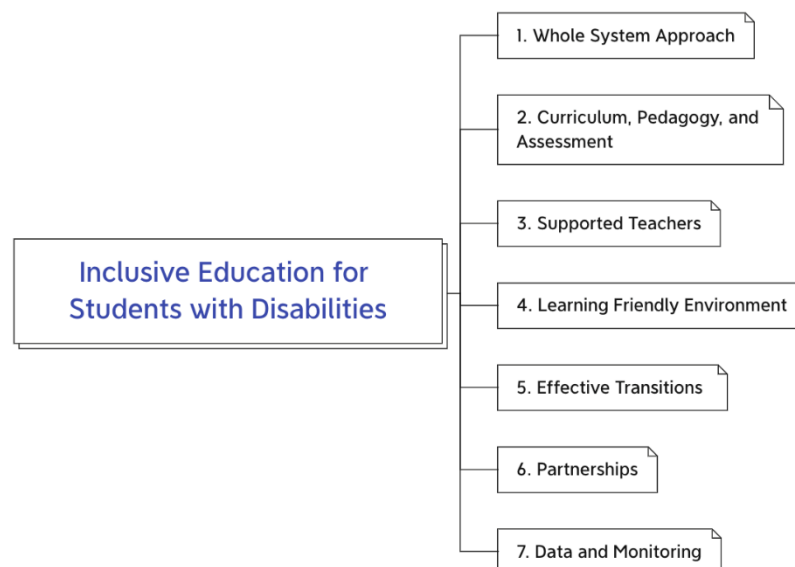 Inclusive Education for
Students with Disabilities
1. Whole System Approach
2. Curriculum, Pedagogy, and
Assessment
3. Supported Teachers
4. Learning Friendly Environment
5. Effective Transitions
6. Partnerships
7. Data and Monitoring